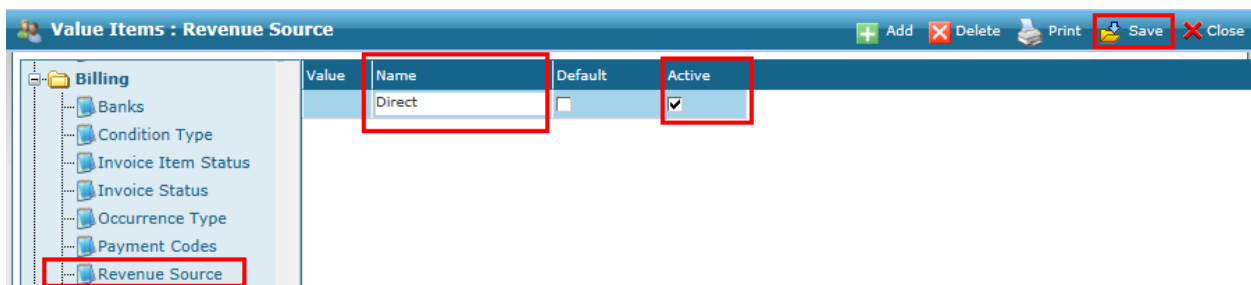 Value Items : Revenue Source
Add Delete Print Save Close
Billing
Value Name Default Active
Banks
Direct
Condition Type
Invoice Item Status
Invoice Status
Occurrence Type
Payment Codes
Revenue Source